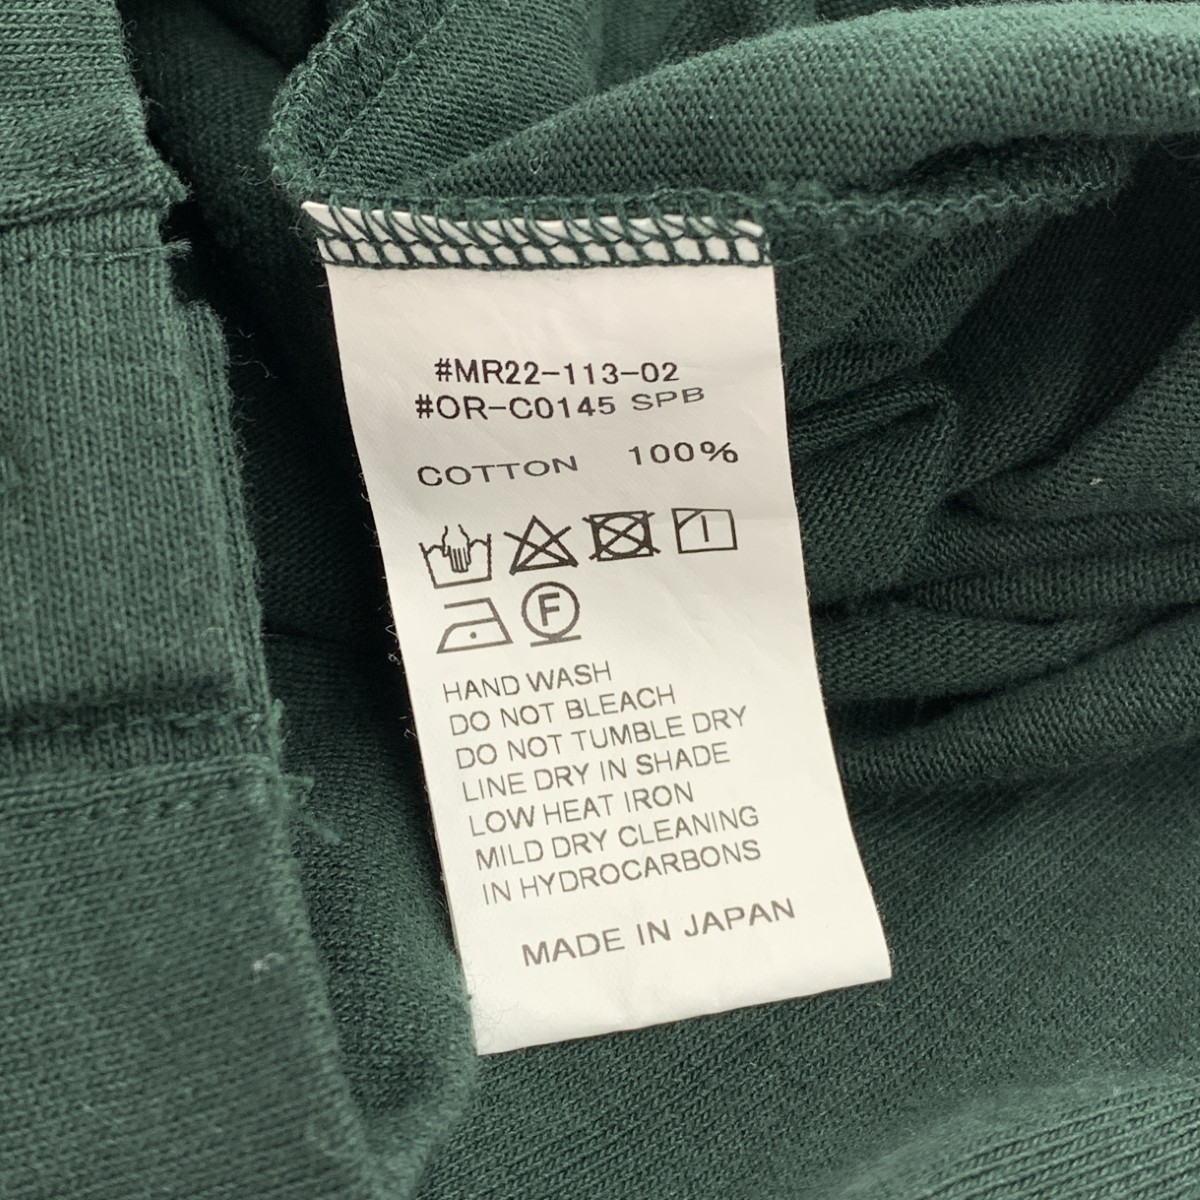 #MR22-113-02
#OR-C0145 SPB
COTTON 100%
F
HAND WASH
DO NOT BLEACH
DO NOT TUMBLE DRY
LINE DRY IN SHADE
LOW HEAT IRON
MILD DRY CLEANING
IN HYDROCARBONS
MADE IN JAPAN